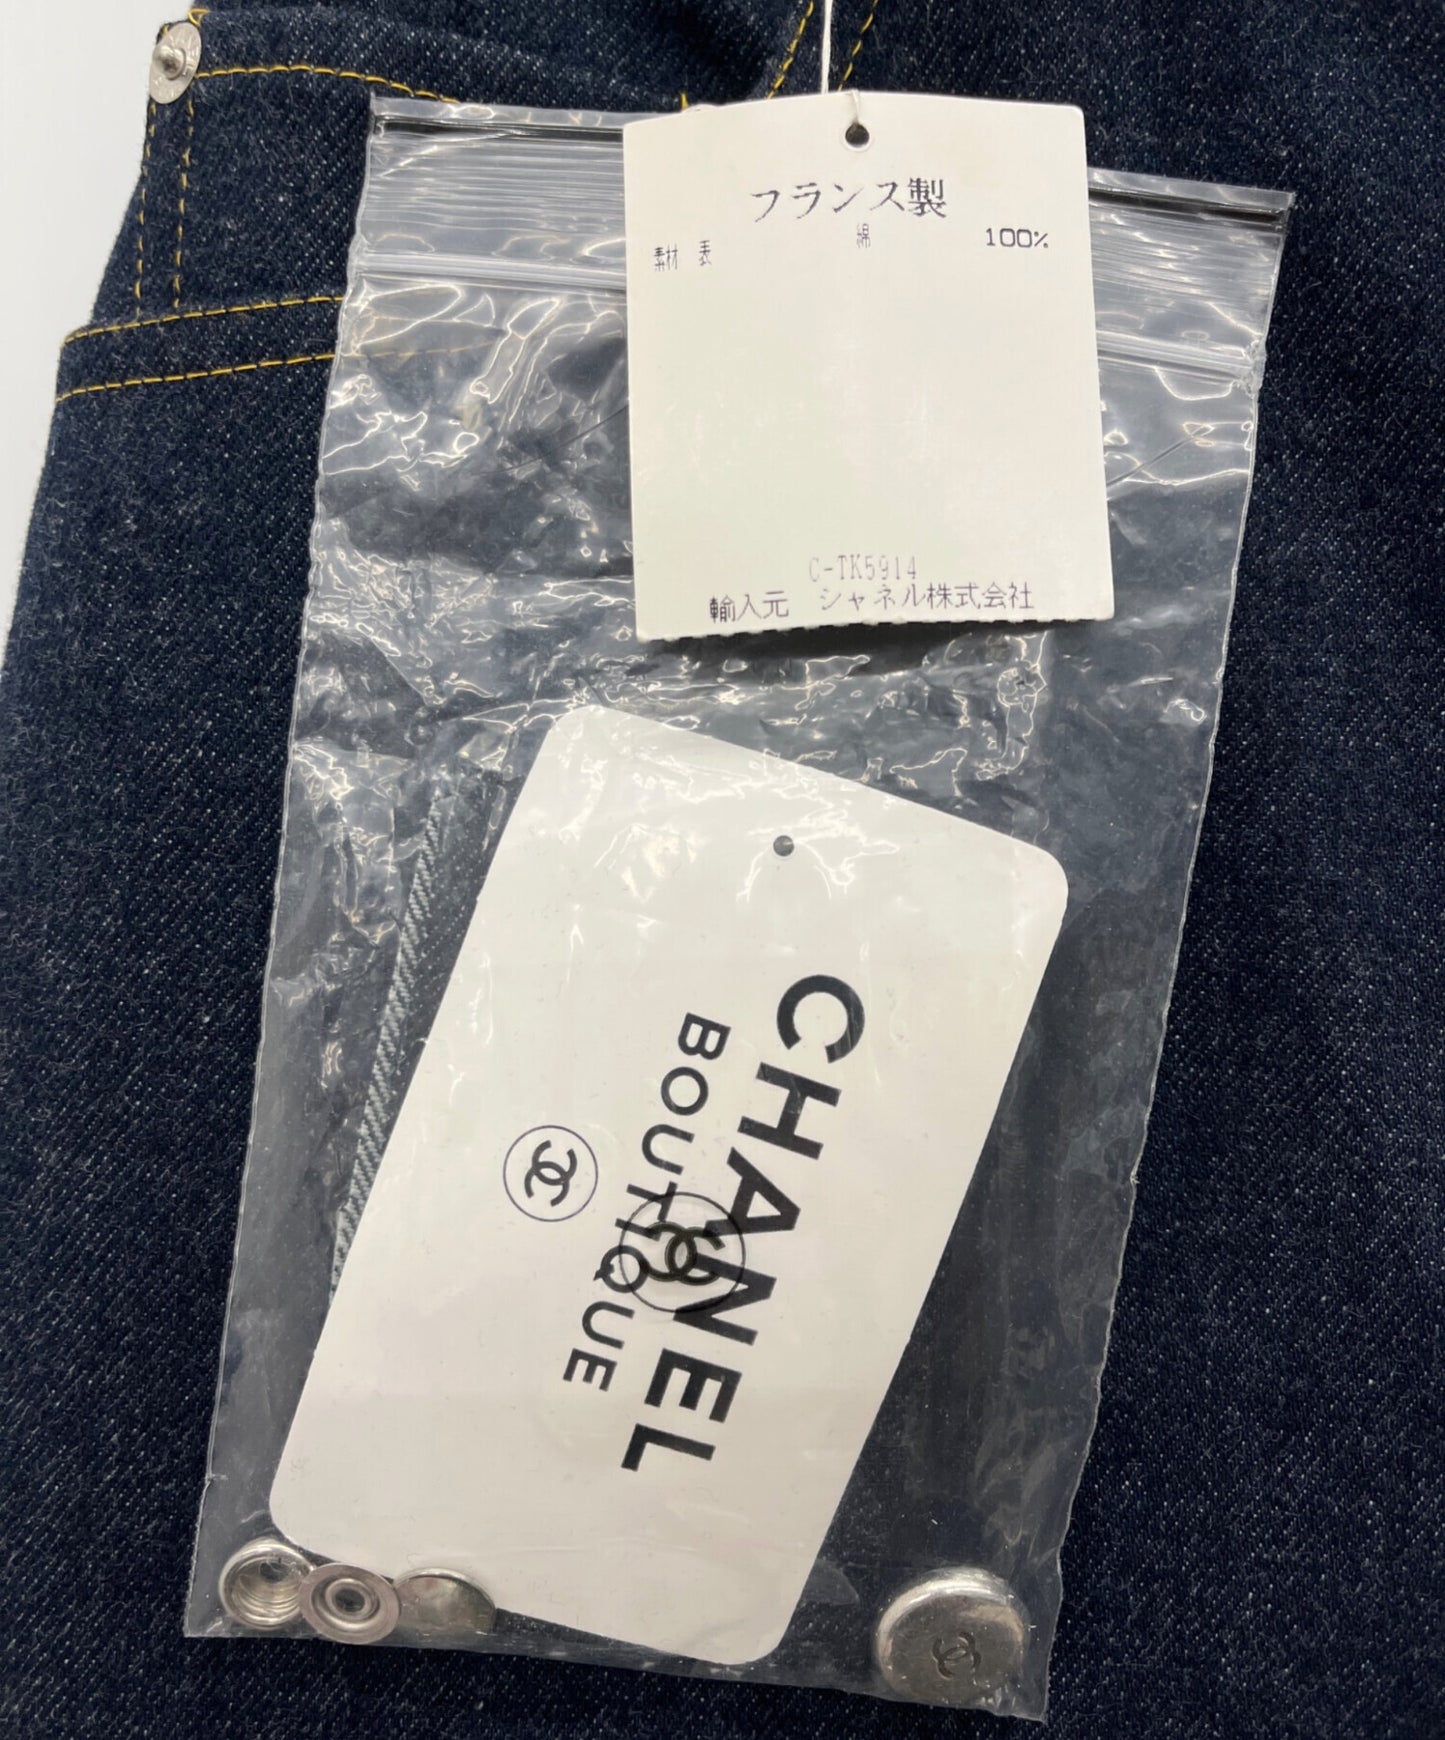 フランス製
素材 表 綿 100%
C-TK5914
輸入元 シャネル株式会社
CHANEL
BOUTIQUE